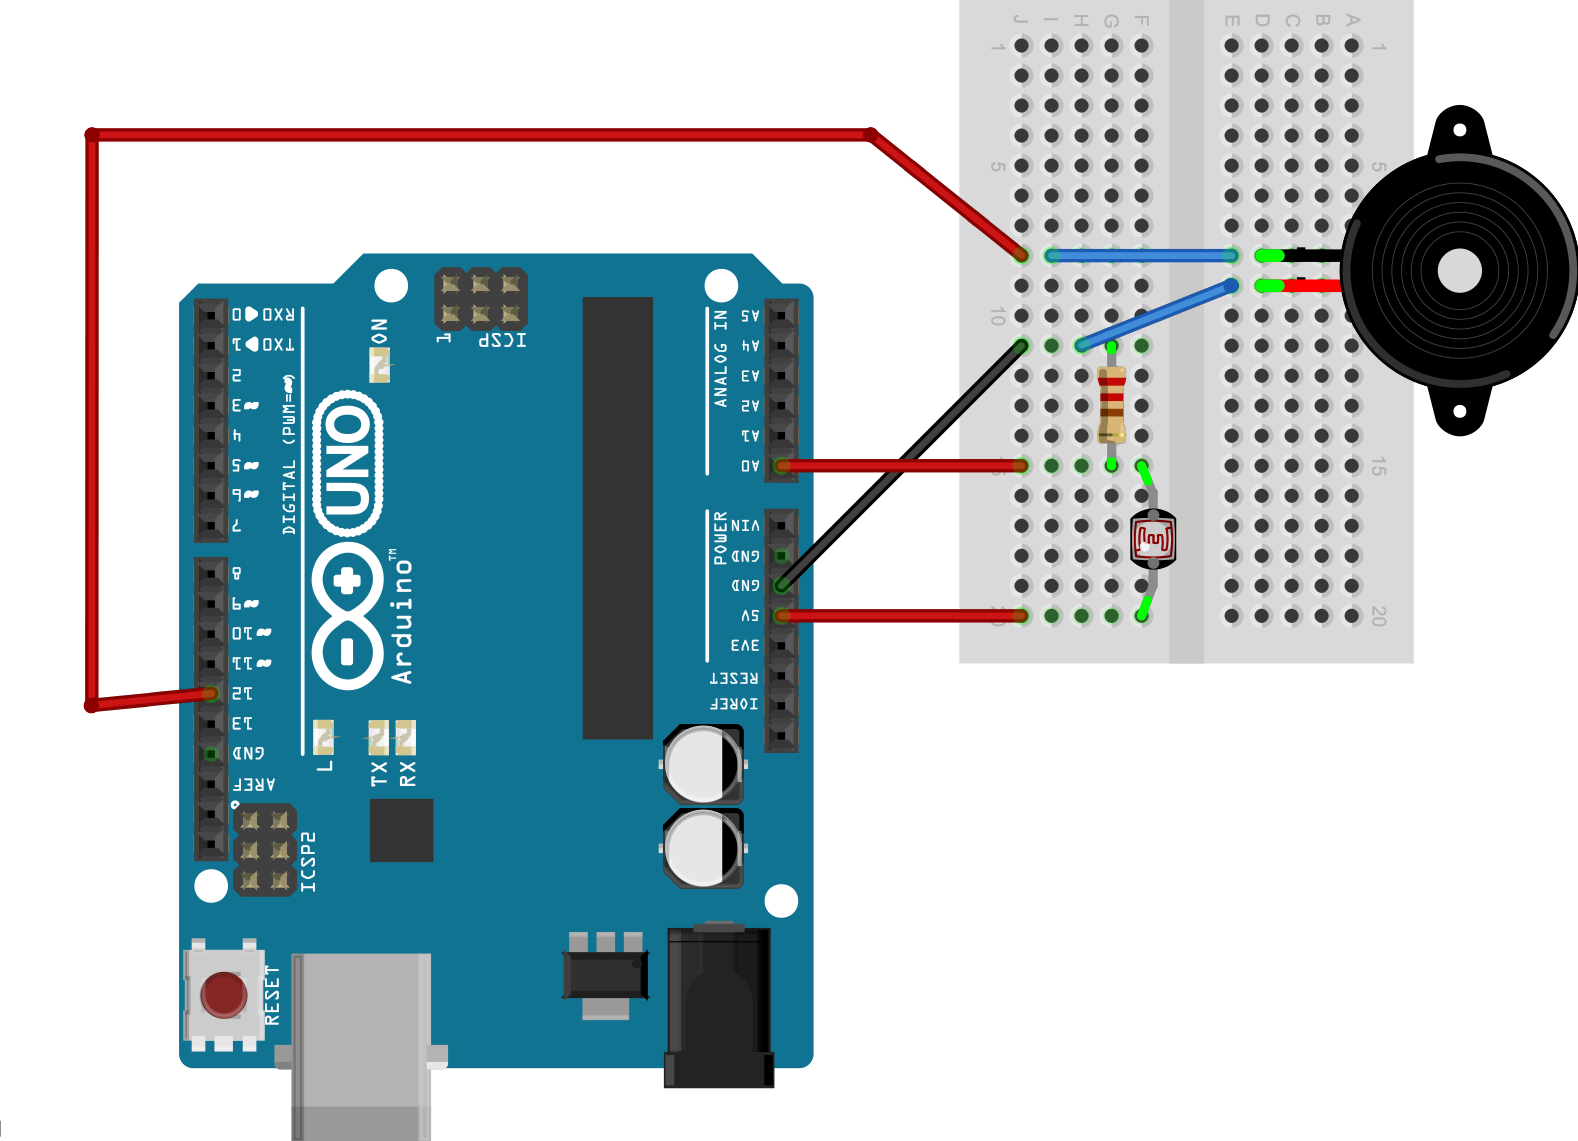 J I H G F E D C B A
1 1
5 5
10 10
15 15
20 20
RX◀0
TX▶1
2
~3
4
~5
~6
7
DIGITAL (PWM=~)
8
~9
~10
~11
12
13
GND
AREF
ON
1
ICSP
UNO
Arduino™
L
TX
RX
ICSP2
RESET
ANALOG IN
A5
A4
A3
A2
A1
A0
POWER
VIN
GND
GND
5V
3V3
RESET
IOREF